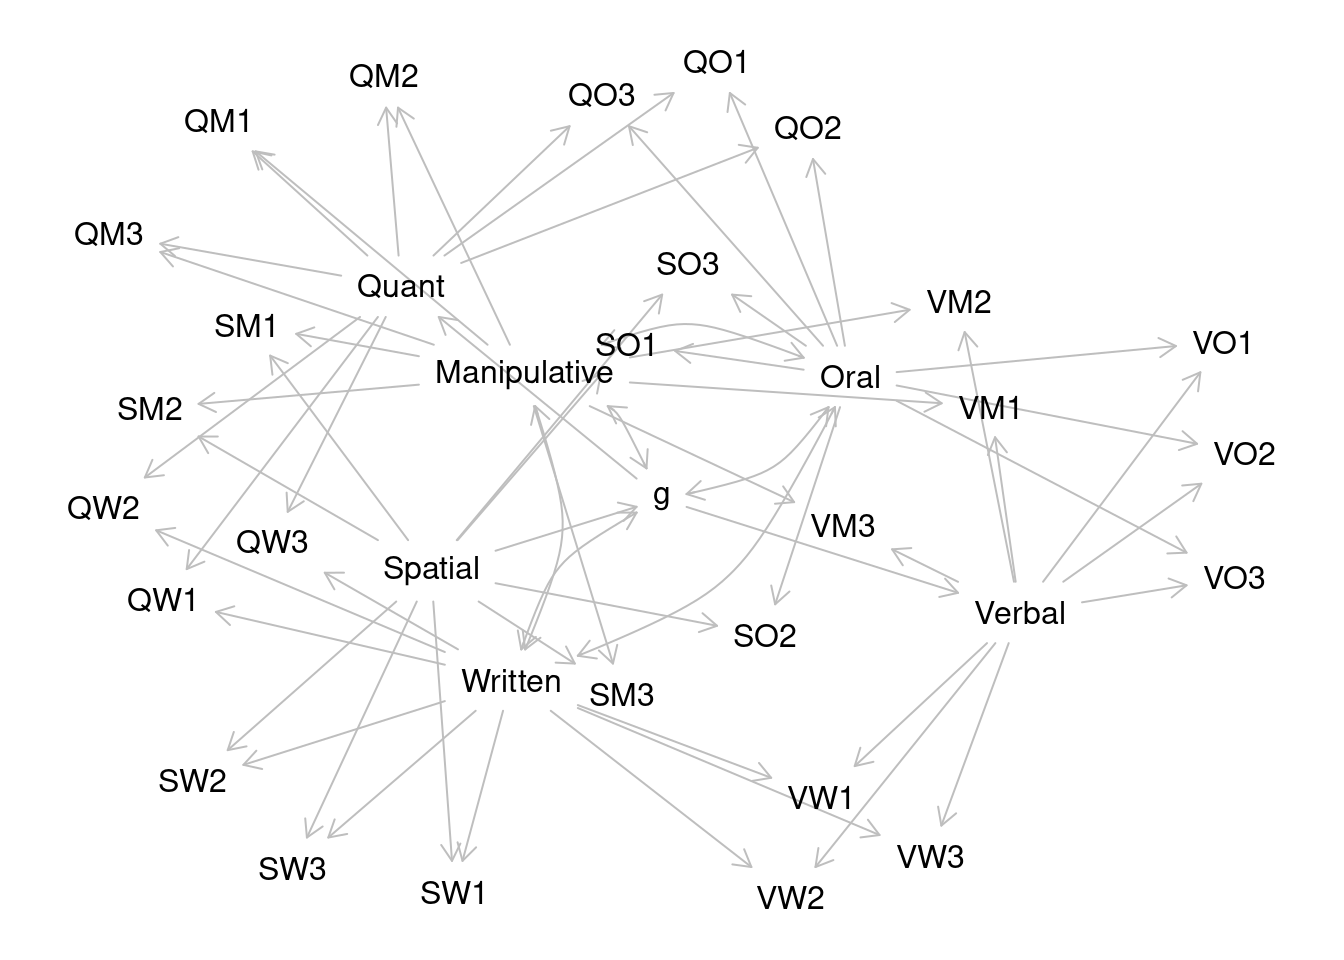 QO1
QM2
QO3
QM1
QO2
QM3
SO3
Quant
VM2
SM1
SO1
VO1
Manipulative
Oral
SM2
VM1
VO2
g
QW2
VM3
QW3
Spatial
VO3
QW1
Verbal
SO2
Written
SM3
SW2
VW1
VW3
SW3
SW1
VW2